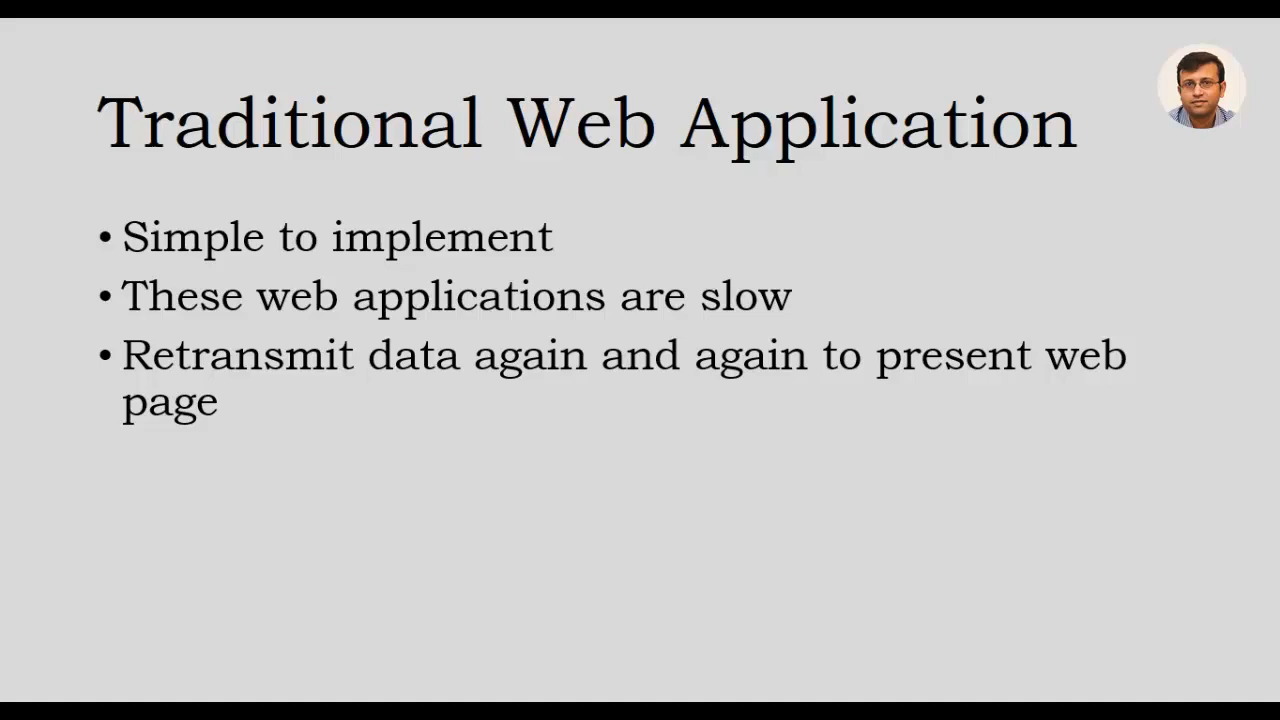 Traditional Web Application
• Simple to implement
• These web applications are slow
• Retransmit data again and again to present web
page